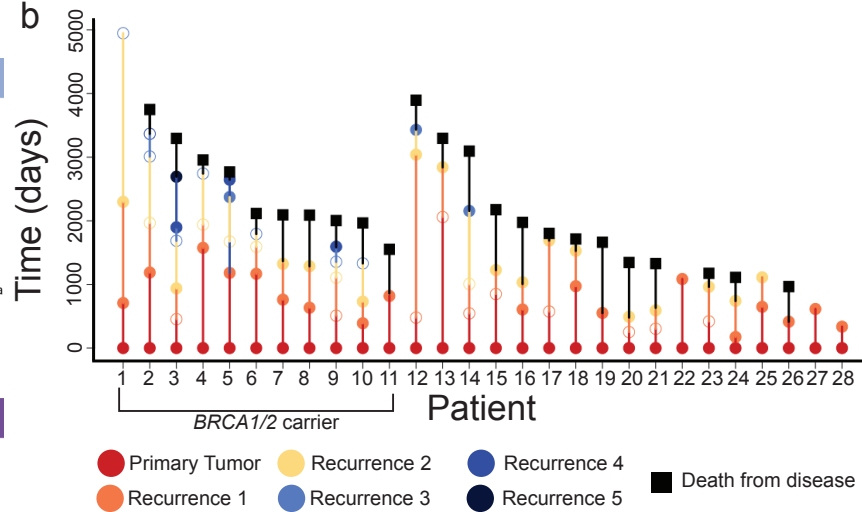 b
Time (days)
5000
4000
3000
2000
1000
0
1 2 3 4 5 6 7 8 9 10 11 12 13 14 15 16 17 18 19 20 21 22 23 24 25 26 27 28
BRCA1/2 carrier
Patient
Primary Tumor
Recurrence 2
Recurrence 4
Death from disease
Recurrence 1
Recurrence 3
Recurrence 5